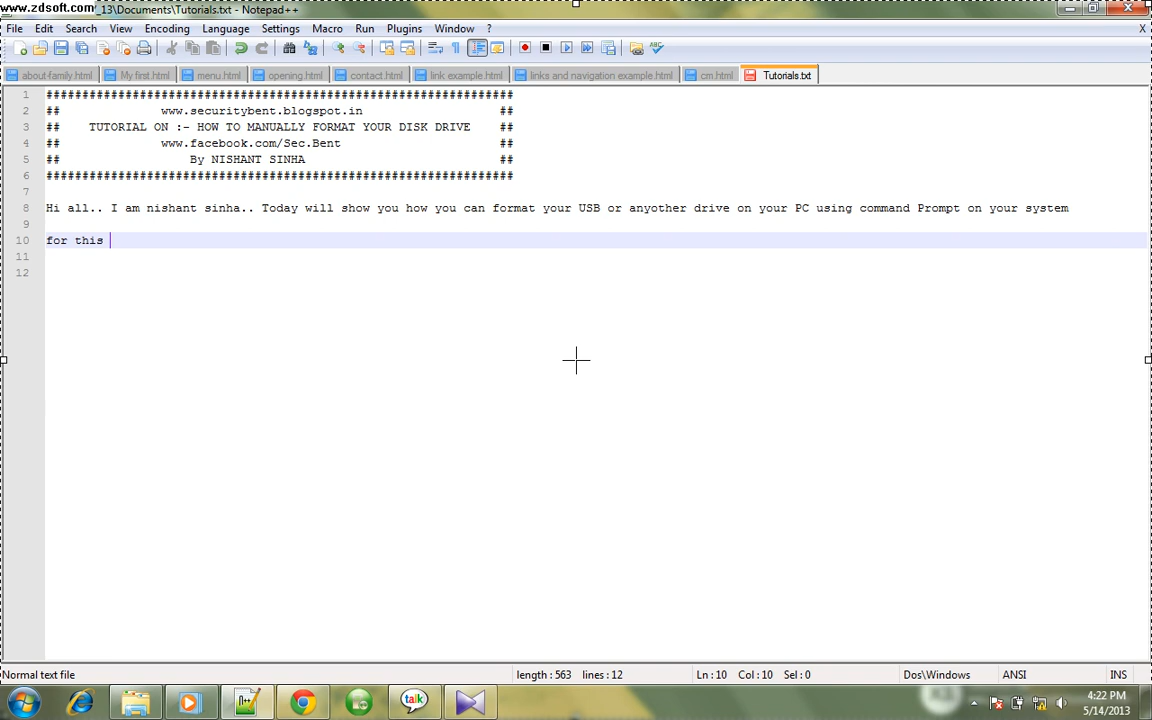 www.zdsoft.com _13\Documents\Tutorials.txt - Notepad++
File Edit Search View Encoding Language Settings Macro Run Plugins Window ? X
about-family.html My first.html menu.html opening.html contact.html link example.html links and navigation example.html cm.html Tutorials.txt
1 #################################################################
2 ## www.securitybent.blogspot.in ##
3 ## TUTORIAL ON :- HOW TO MANUALLY FORMAT YOUR DISK DRIVE ##
4 ## www.facebook.com/Sec.Bent ##
5 ## By NISHANT SINHA ##
6 #################################################################
7
8 Hi all.. I am nishant sinha.. Today will show you how you can format your USB or anyother drive on your PC using command Prompt on your system
9
10 for this
11
12
Normal text file length : 563 lines : 12 Ln : 10 Col : 10 Sel : 0 Dos\Windows ANSI INS
talk
4:22 PM
5/14/2013